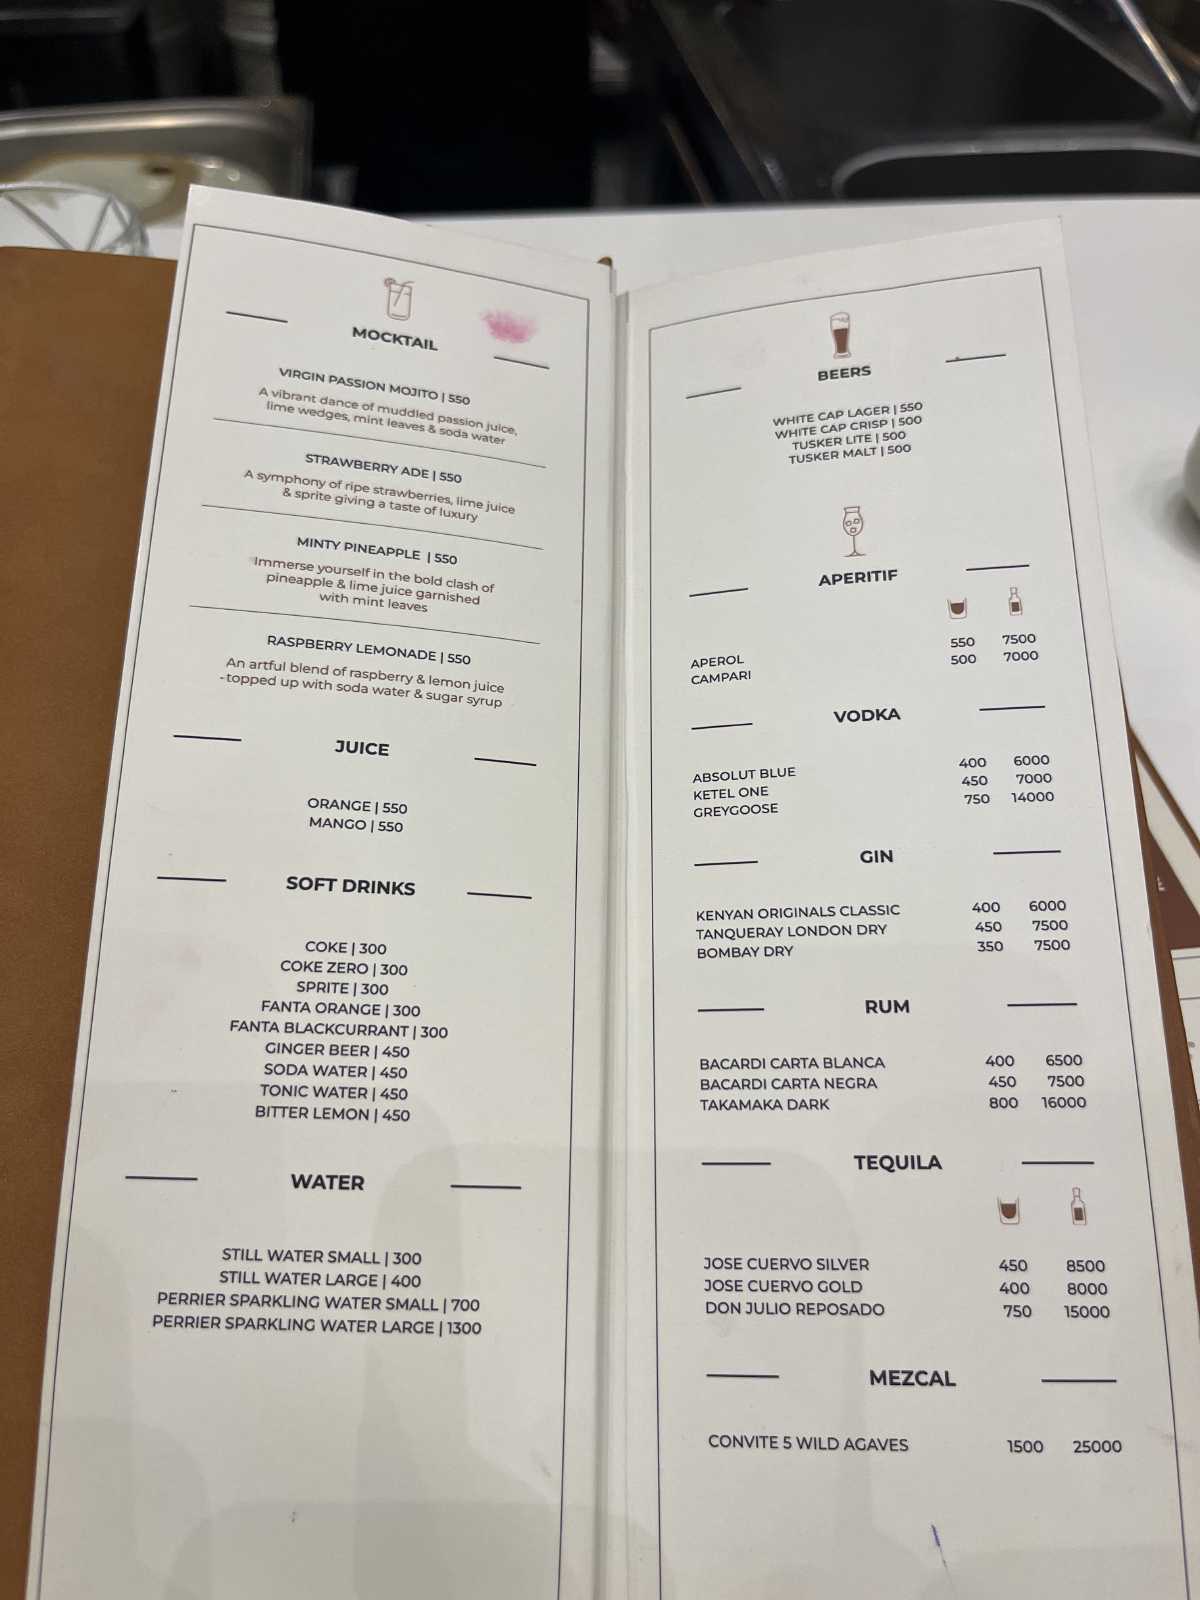 MOCKTAIL
VIRGIN PASSION MOJITO | 550
A vibrant dance of muddled passion juice,
lime wedges, mint leaves & soda water
STRAWBERRY ADE | 550
A symphony of ripe strawberries, lime juice
& sprite giving a taste of luxury
MINTY PINEAPPLE | 550
Immerse yourself in the bold clash of
pineapple & lime juice garnished
with mint leaves
RASPBERRY LEMONADE | 550
An artful blend of raspberry & lemon juice
-topped up with soda water & sugar syrup
JUICE
ORANGE | 550
MANGO | 550
SOFT DRINKS
COKE | 300
COKE ZERO | 300
SPRITE | 300
FANTA ORANGE | 300
FANTA BLACKCURRANT | 300
GINGER BEER | 450
SODA WATER | 450
TONIC WATER | 450
BITTER LEMON | 450
WATER
STILL WATER SMALL | 300
STILL WATER LARGE | 400
PERRIER SPARKLING WATER SMALL | 700
PERRIER SPARKLING WATER LARGE | 1300
BEERS
WHITE CAP LAGER | 550
WHITE CAP CRISP | 500
TUSKER LITE | 500
TUSKER MALT | 500
APERITIF
APEROL 550 7500
CAMPARI 500 7000
VODKA
ABSOLUT BLUE 400 6000
KETEL ONE 450 7000
GREYGOOSE 750 14000
GIN
KENYAN ORIGINALS CLASSIC 400 6000
TANQUERAY LONDON DRY 450 7500
BOMBAY DRY 350 7500
RUM
BACARDI CARTA BLANCA 400 6500
BACARDI CARTA NEGRA 450 7500
TAKAMAKA DARK 800 16000
TEQUILA
JOSE CUERVO SILVER 450 8500
JOSE CUERVO GOLD 400 8000
DON JULIO REPOSADO 750 15000
MEZCAL
CONVITE 5 WILD AGAVES 1500 25000